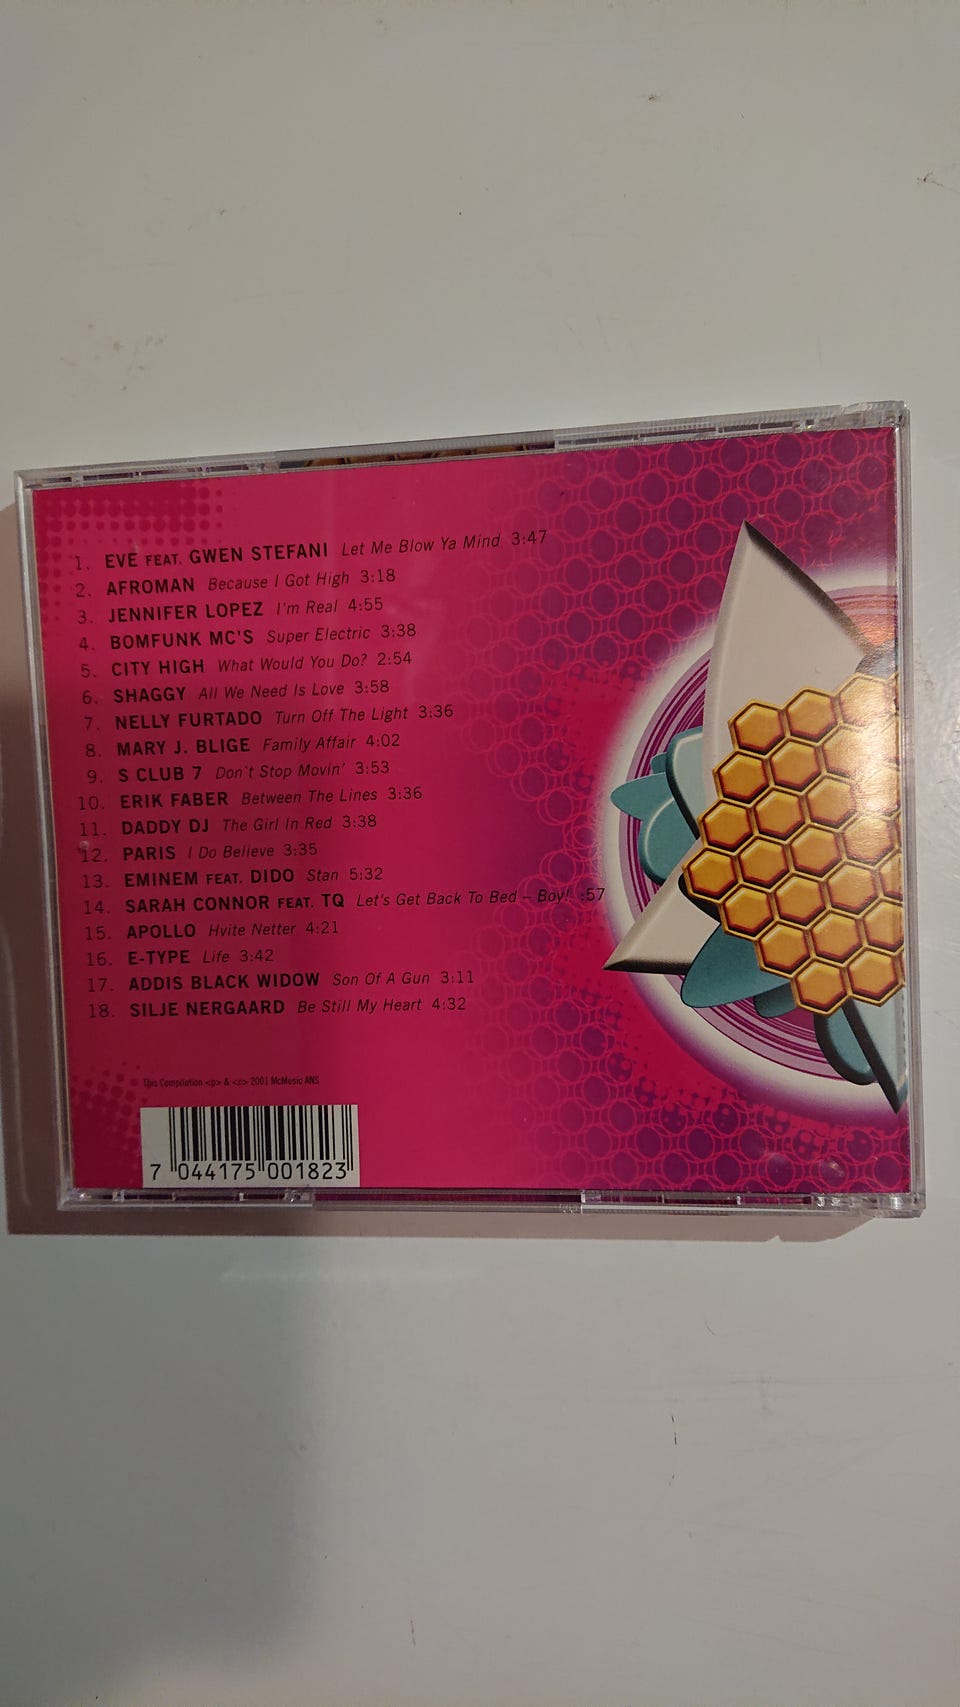 1. EVE FEAT. GWEN STEFANI Let Me Blow Ya Mind 3:47
2. AFROMAN Because I Got High 3:18
3. JENNIFER LOPEZ I'm Real 4:55
4. BOMFUNK MC'S Super Electric 3:38
5. CITY HIGH What Would You Do? 2:54
6. SHAGGY All We Need Is Love 3:58
7. NELLY FURTADO Turn Off The Light 3:36
8. MARY J. BLIGE Family Affair 4:02
9. S CLUB 7 Don't Stop Movin' 3:53
10. ERIK FABER Between The Lines 3:36
11. DADDY DJ The Girl In Red 3:38
12. PARIS I Do Believe 3:35
13. EMINEM FEAT. DIDO Stan 5:32
14. SARAH CONNOR FEAT. TQ Let's Get Back To Bed – Boy! :57
15. APOLLO Hvite Netter 4:21
16. E-TYPE Life 3:42
17. ADDIS BLACK WIDOW Son Of A Gun 3:11
18. SILJE NERGAARD Be Still My Heart 4:32
This Compilation <p> & <c> 2001 McMusic ANS
7 044175 001823